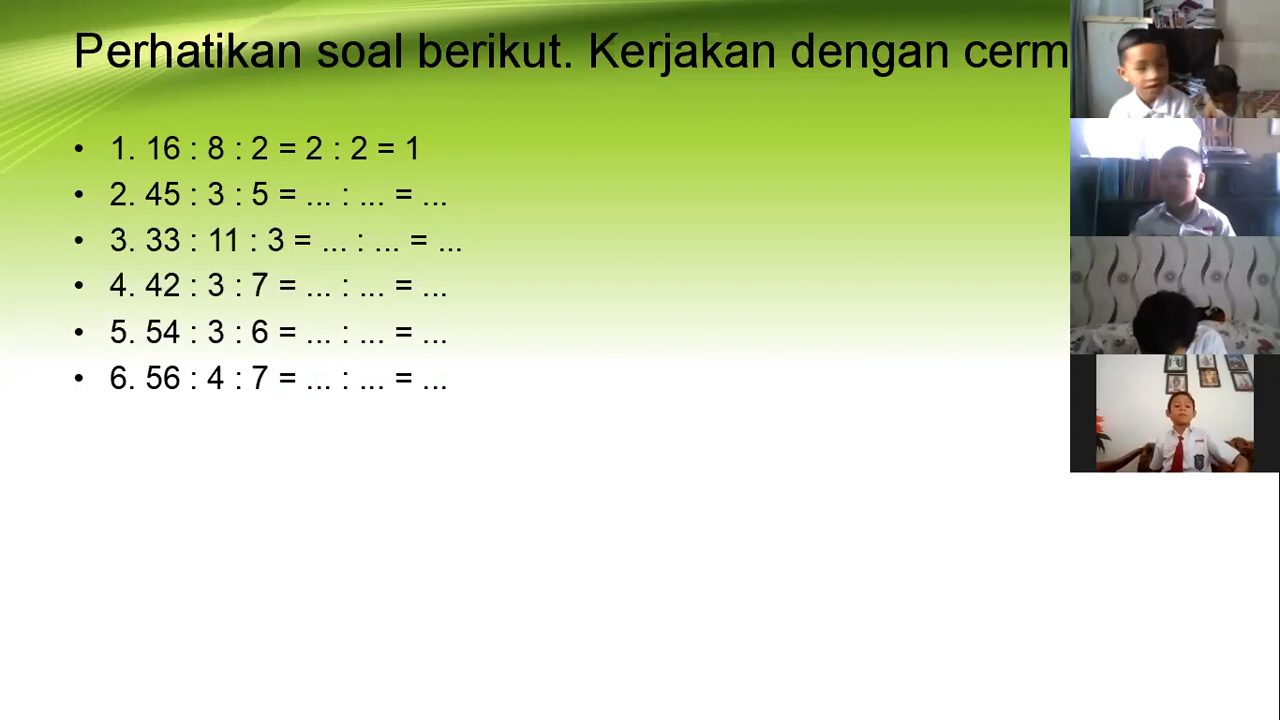 Perhatikan soal berikut. Kerjakan dengan
• 1. 16 : 8 : 2 = 2 : 2 = 1
• 2. 45 : 3 : 5 = ... : ... = ...
• 3. 33 : 11 : 3 = ... : ... = ...
• 4. 42 : 3 : 7 = ... : ... = ...
• 5. 54 : 3 : 6 = ... : ... = ...
• 6. 56 : 4 : 7 = ... : ... = ...